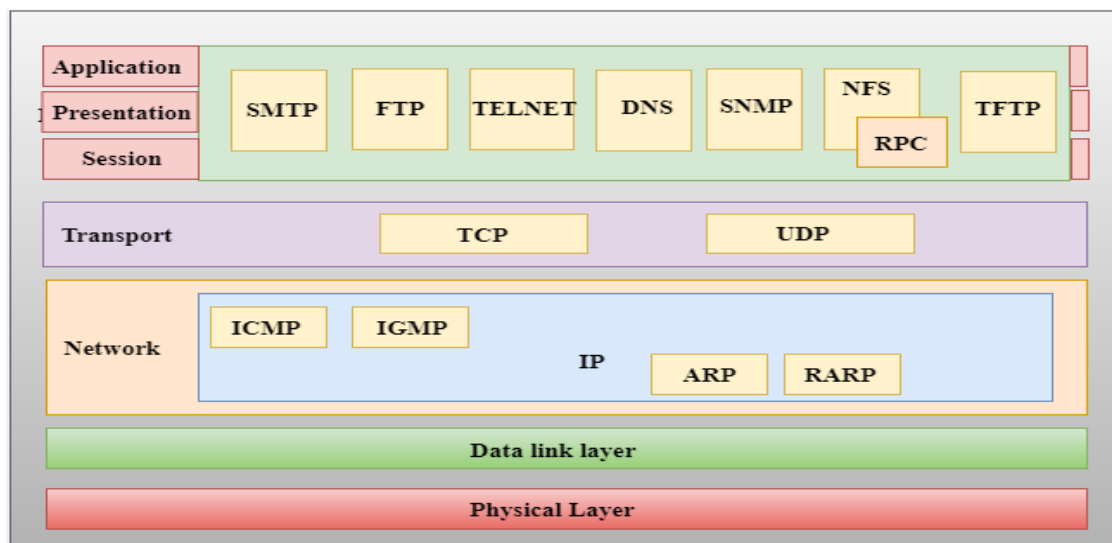 Application
Presentation
Session
SMTP
FTP
TELNET
DNS
SNMP
NFS
RPC
TFTP
Transport
TCP
UDP
Network
ICMP
IGMP
IP
ARP
RARP
Data link layer
Physical Layer